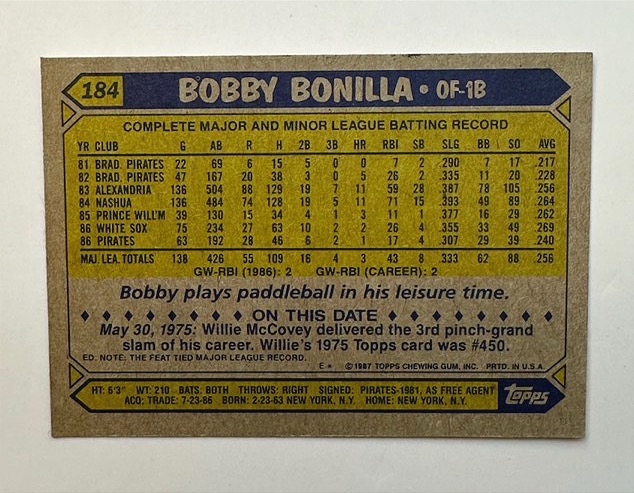 184 BOBBY BONILLA • OF-1B
COMPLETE MAJOR AND MINOR LEAGUE BATTING RECORD
YR CLUB G AB R H 2B 3B HR RBI SB SLG BB SO AVG
81 BRAD. PIRATES 22 69 6 15 5 0 0 7 2 .290 7 17 .217
82 BRAD. PIRATES 47 167 20 38 3 0 5 26 2 .335 11 20 .228
83 ALEXANDRIA 136 504 88 129 19 7 11 59 28 .387 78 105 .256
84 NASHUA 136 484 74 128 19 5 11 71 15 .393 49 89 .264
85 PRINCE WILL'M 39 130 15 34 4 1 3 11 1 .377 16 29 .262
86 WHITE SOX 75 234 27 63 10 2 2 26 4 .355 33 49 .269
86 PIRATES 63 192 28 46 6 2 1 17 4 .307 29 39 .240
MAJ. LEA. TOTALS 138 426 55 109 16 4 3 43 8 .333 62 88 .256
GW-RBI (1986): 2 GW-RBI (CAREER): 2
Bobby plays paddleball in his leisure time.
♦ ♦ ♦ ♦ ♦ ♦ ♦ ON THIS DATE ♦ ♦ ♦ ♦ ♦ ♦ ♦
May 30, 1975: Willie McCovey delivered the 3rd pinch-grand
slam of his career. Willie's 1975 Topps card was #450.
ED. NOTE: THE FEAT TIED MAJOR LEAGUE RECORD.
E* ©1987 TOPPS CHEWING GUM, INC. PRTD. IN U.S.A.
HT: 6'3" WT: 210 BATS: BOTH THROWS: RIGHT SIGNED: PIRATES-1981, AS FREE AGENT
ACQ: TRADE: 7-23-86 BORN: 2-23-63 NEW YORK, N.Y. HOME: NEW YORK, N.Y.
Topps